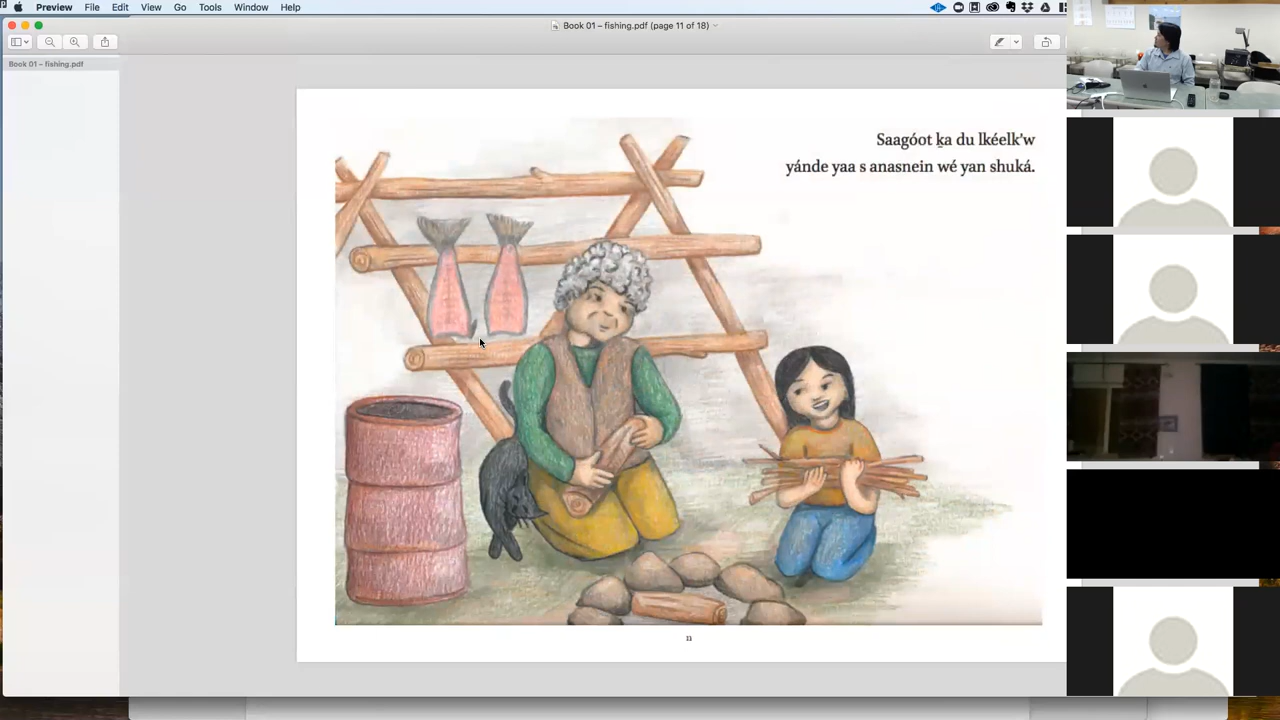 Preview File Edit View Go Tools Window Help
Book 01 – fishing.pdf (page 11 of 18)
Book 01 – fishing.pdf
Saagóot ḵa du lkéelk’w
yánde yaa s anasnein wé yan shuká.
11